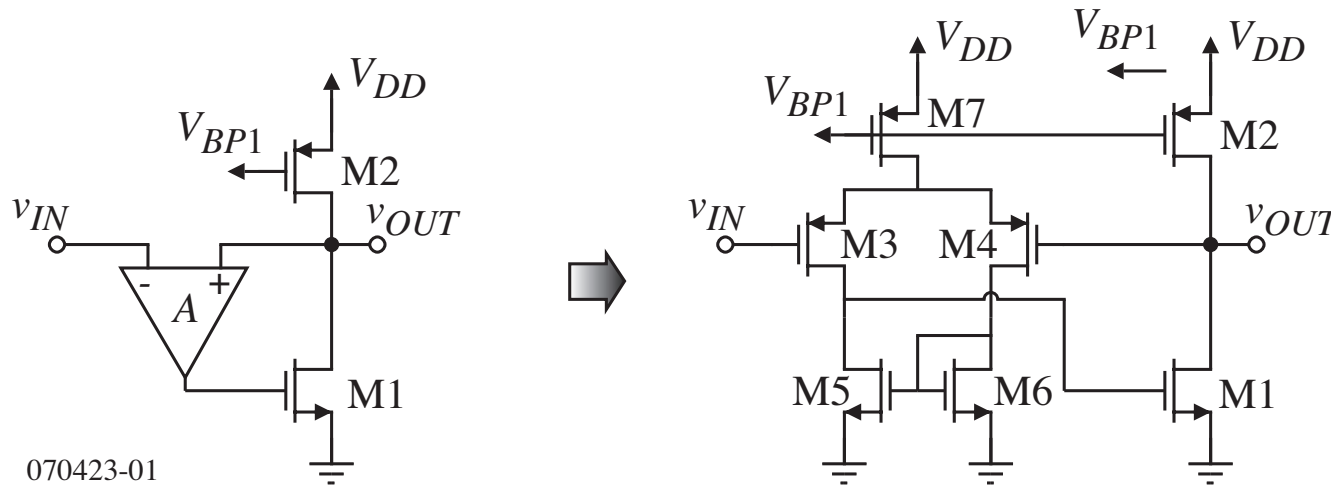 V_DD
V_BP1
M2
v_IN
v_OUT
- +
A
M1
070423-01
V_DD
V_BP1
V_DD
V_BP1
M7
M2
v_IN
M3
M4
v_OUT
M5
M6
M1